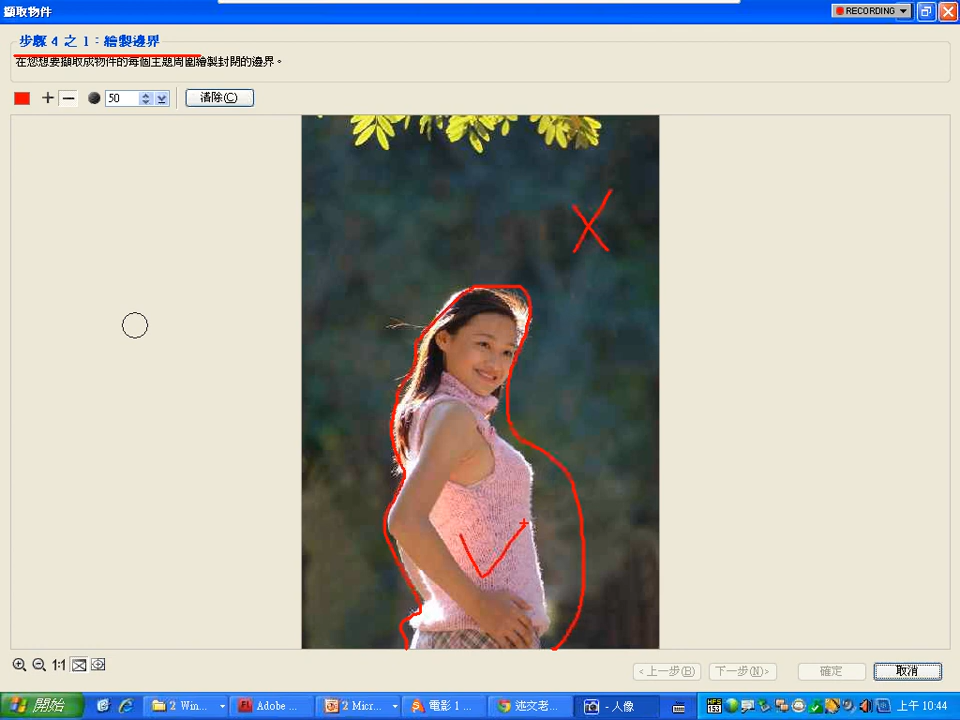 擷取物件
RECORDING
步驟 4 之 1：繪製邊界
在您想要擷取成物件的每個主題周圍繪製封閉的邊界。
50
清除(C)
1:1
<上一步(B)
下一步(N)>
確定
取消
開始
2 Win...
Adobe ...
2 Micr...
電影 1 ...
- 人像
上午 10:44